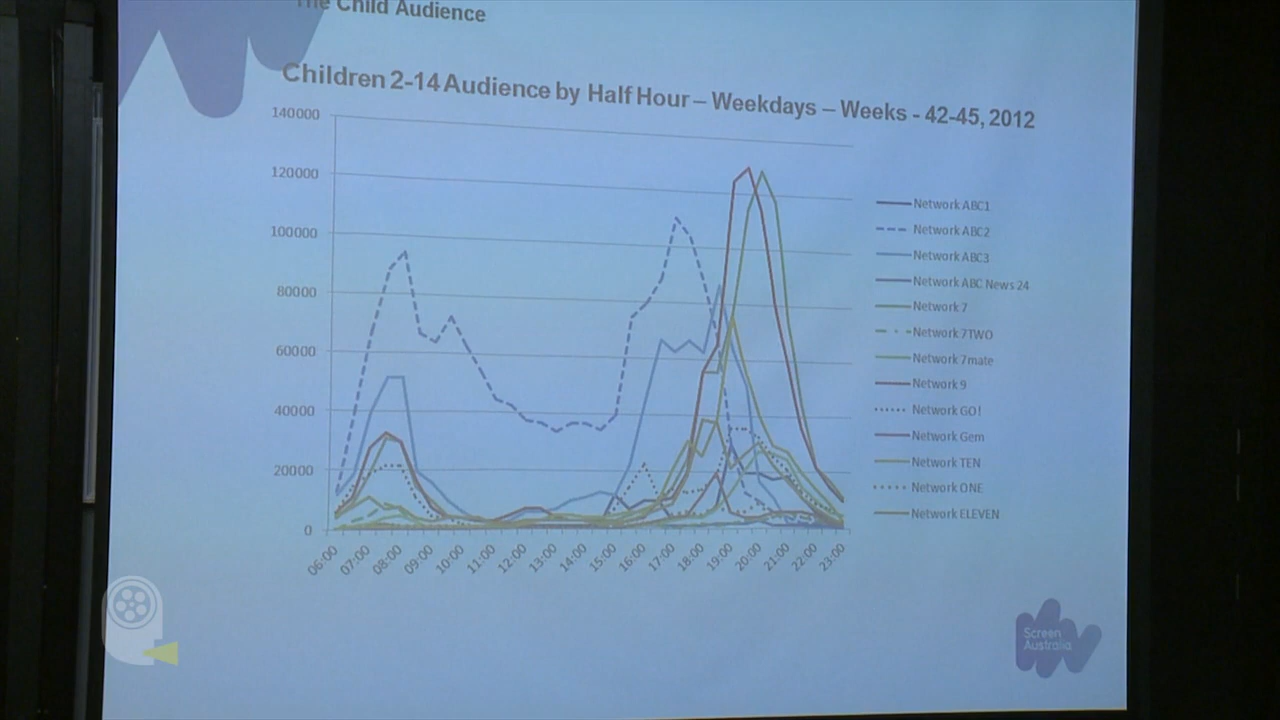 The Child Audience
Children 2-14 Audience by Half Hour – Weekdays – Weeks - 42-45, 2012
140000
120000
100000
80000
60000
40000
20000
0
06:00
07:00
08:00
09:00
10:00
11:00
12:00
13:00
14:00
15:00
16:00
17:00
18:00
19:00
20:00
21:00
22:00
23:00
Network ABC1
Network ABC2
Network ABC3
Network ABC News 24
Network 7
Network 7TWO
Network 7mate
Network 9
Network GO!
Network Gem
Network TEN
Network ONE
Network ELEVEN
Screen
Australia